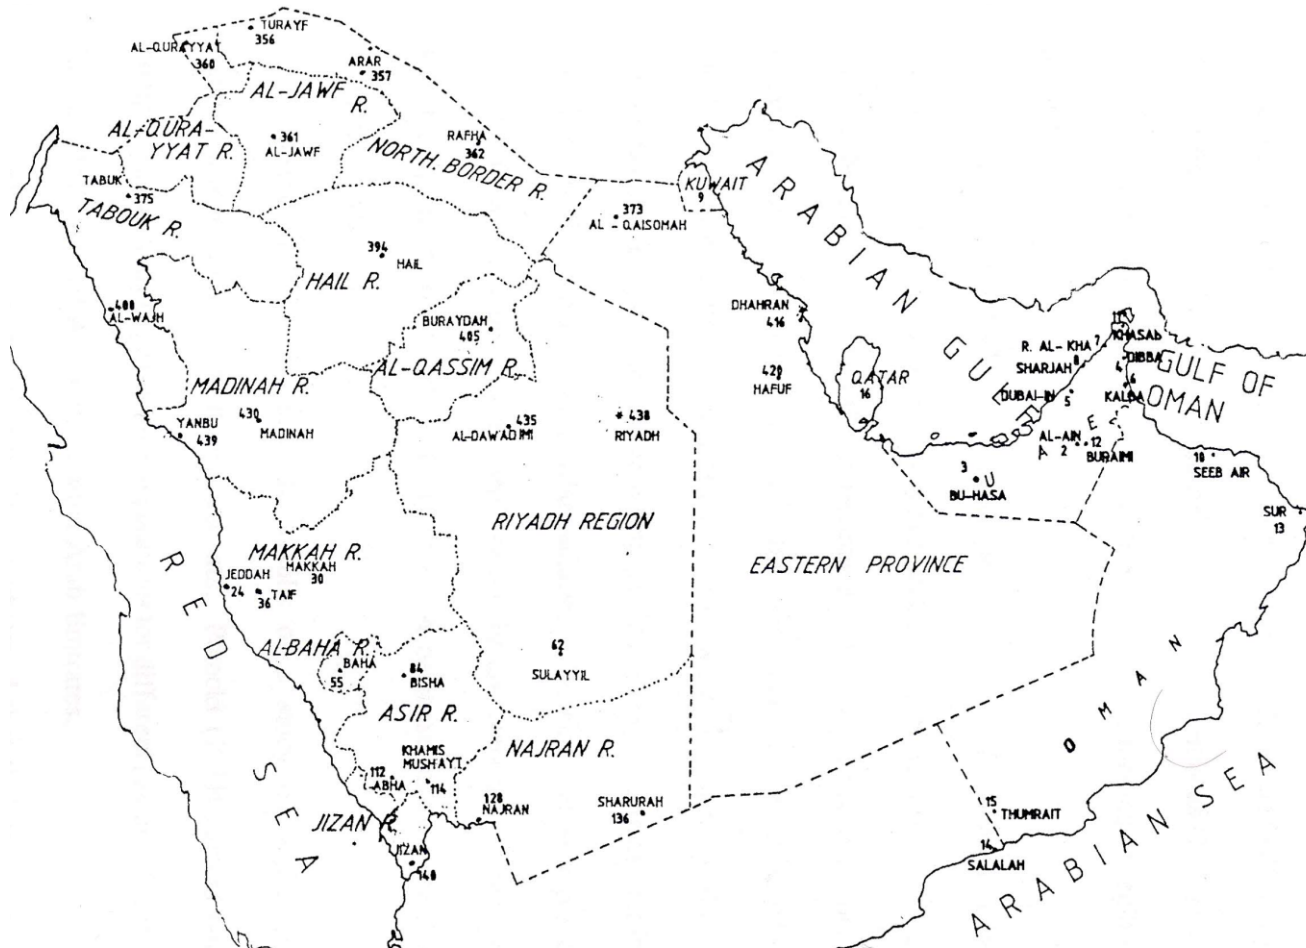 TURAYF
356
AL-QURAYYAT
360
ARAR
357
AL-JAWF
R.
AL-QURA-
YYAT R.
361
AL-JAWF
RAFHA
362
NORTH. BORDER R.
TABUK
375
TABOUK R.
KUWAIT
9
373
AL - QAISOMAH
394
HAIL
HAIL R.
400
AL-WAJH
BURAYDAH
405
AL-QASSIM R.
DHAHRAN
416
420
HAFUF
QATAR
16
ARABIAN GULF
R. AL-KHA 7
8
SHARJAH
DUBAI-IN
5
KHASAB
DIBBA
4
6
KALBA
GULF OF
OMAN
MADINAH R.
430
MADINAH
YANBU
439
435
AL-DAWADIMI
438
RIYADH
AL-AIN
2
12
BURAIMI
U A E
3
BU-HASA
10
SEEB AIR
SUR
13
RIYADH REGION
EASTERN PROVINCE
MAKKAH R.
MAKKAH
30
JEDDAH
24
36
TAIF
RED SEA
AL-BAHA R.
BAHA
55
84
BISHA
ASIR R.
62
SULAYYIL
KHAMIS
MUSHAYT
114
112
ABHA
NAJRAN R.
128
NAJRAN
SHARURAH
136
JIZAN R.
JIZAN
140
OMAN
15
THUMRAIT
14
SALALAH
ARABIAN SEA